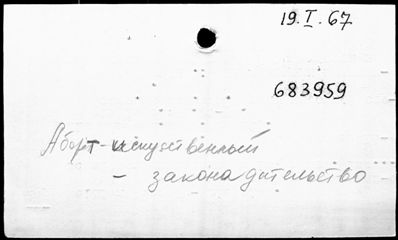 19.I.67
683959
Аборт-искусственный
- законодательство